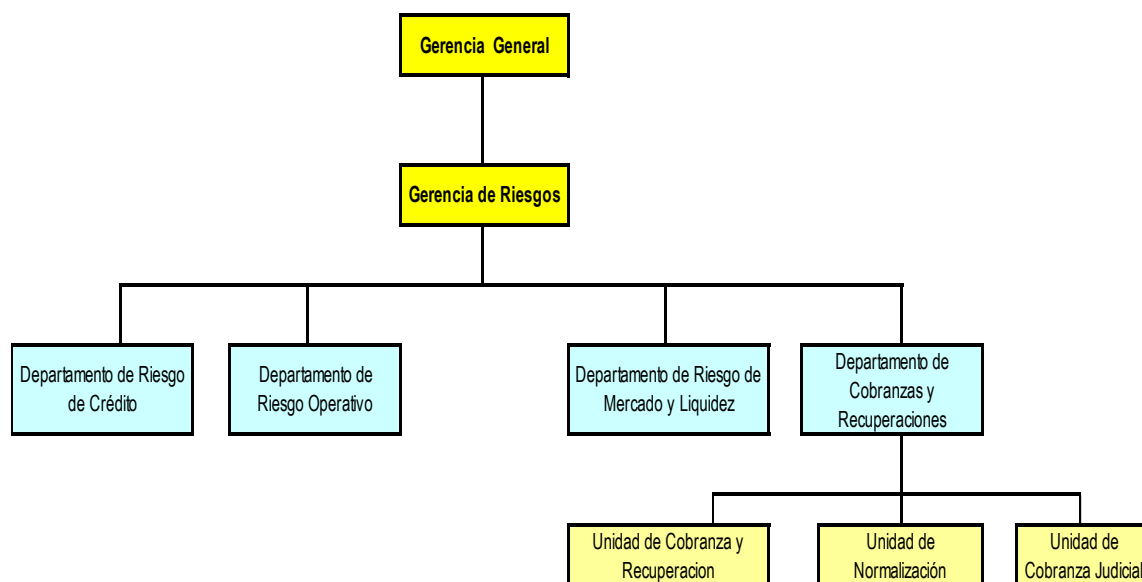 Gerencia General
Gerencia de Riesgos
Departamento de Riesgo
de Crédito
Departamento de
Riesgo Operativo
Departamento de Riesgo de
Mercado y Liquidez
Departamento de
Cobranzas y
Recuperaciones
Unidad de Cobranza y
Recuperacion
Unidad de
Normalización
Unidad de
Cobranza Judicial